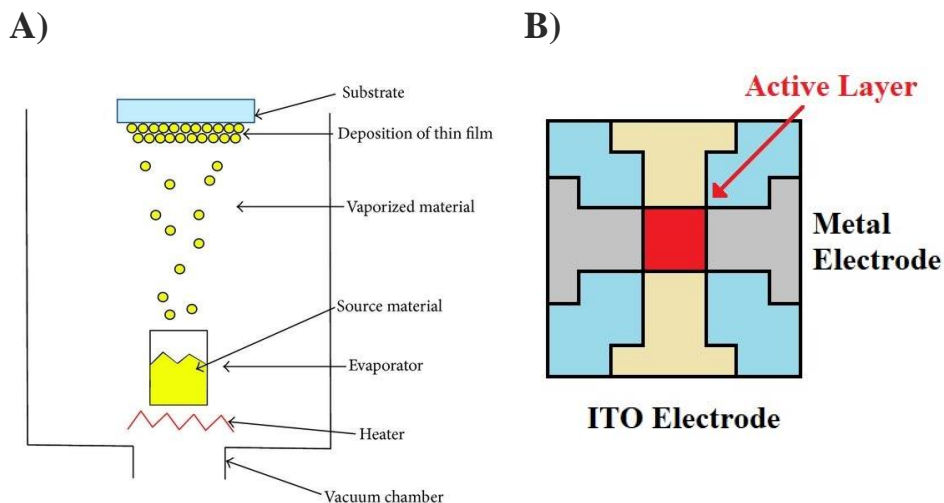 A)
B)
Substrate
Deposition of thin film
Vaporized material
Source material
Evaporator
Heater
Vacuum chamber
Active Layer
Metal
Electrode
ITO Electrode